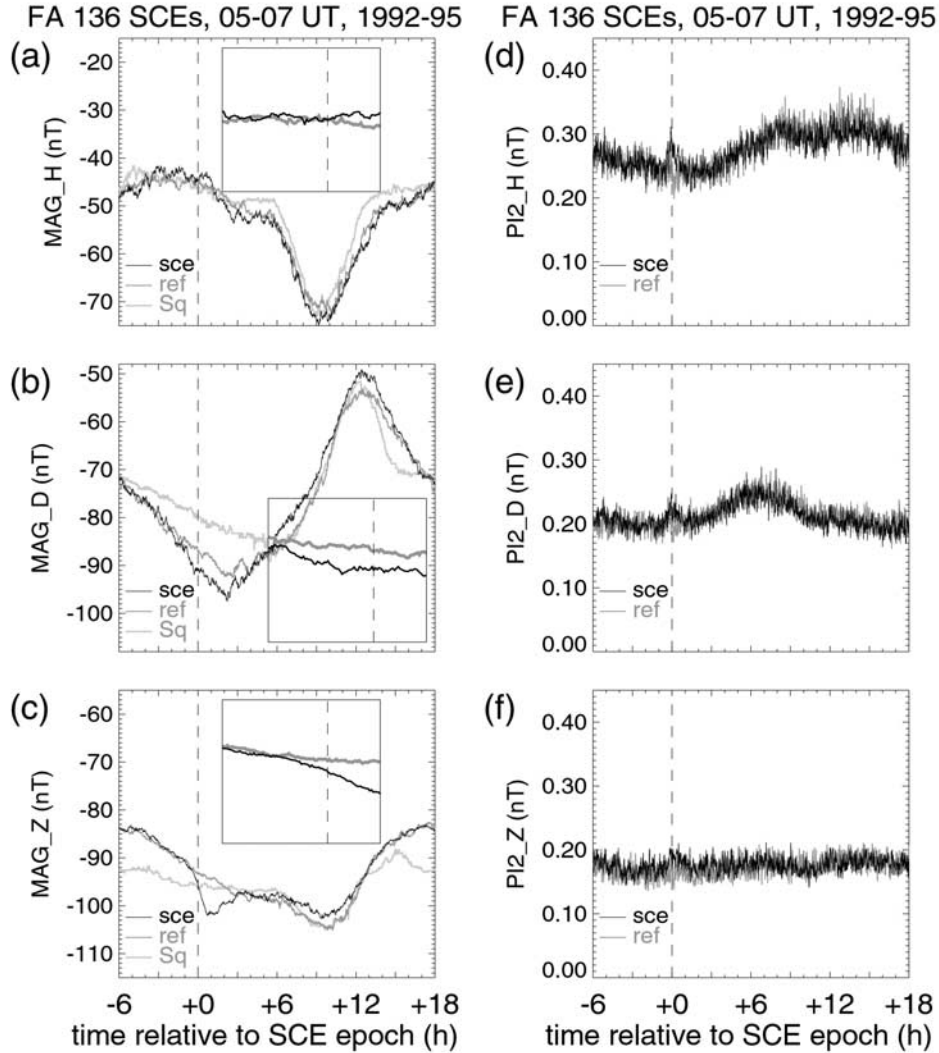 FA 136 SCEs, 05-07 UT, 1992-95
FA 136 SCEs, 05-07 UT, 1992-95
(a)
-20
-30
-40
-50
-60
-70
MAG_H (nT)
sce
ref
Sq
(d)
0.40
0.30
0.20
0.10
0.00
PI2_H (nT)
sce
ref
(b)
-50
-60
-70
-80
-90
-100
MAG_D (nT)
sce
ref
Sq
(e)
0.40
0.30
0.20
0.10
0.00
PI2_D (nT)
sce
ref
(c)
-60
-70
-80
-90
-100
-110
MAG_Z (nT)
sce
ref
Sq
-6 +0 +6 +12 +18
time relative to SCE epoch (h)
(f)
0.40
0.30
0.20
0.10
0.00
PI2_Z (nT)
sce
ref
-6 +0 +6 +12 +18
time relative to SCE epoch (h)